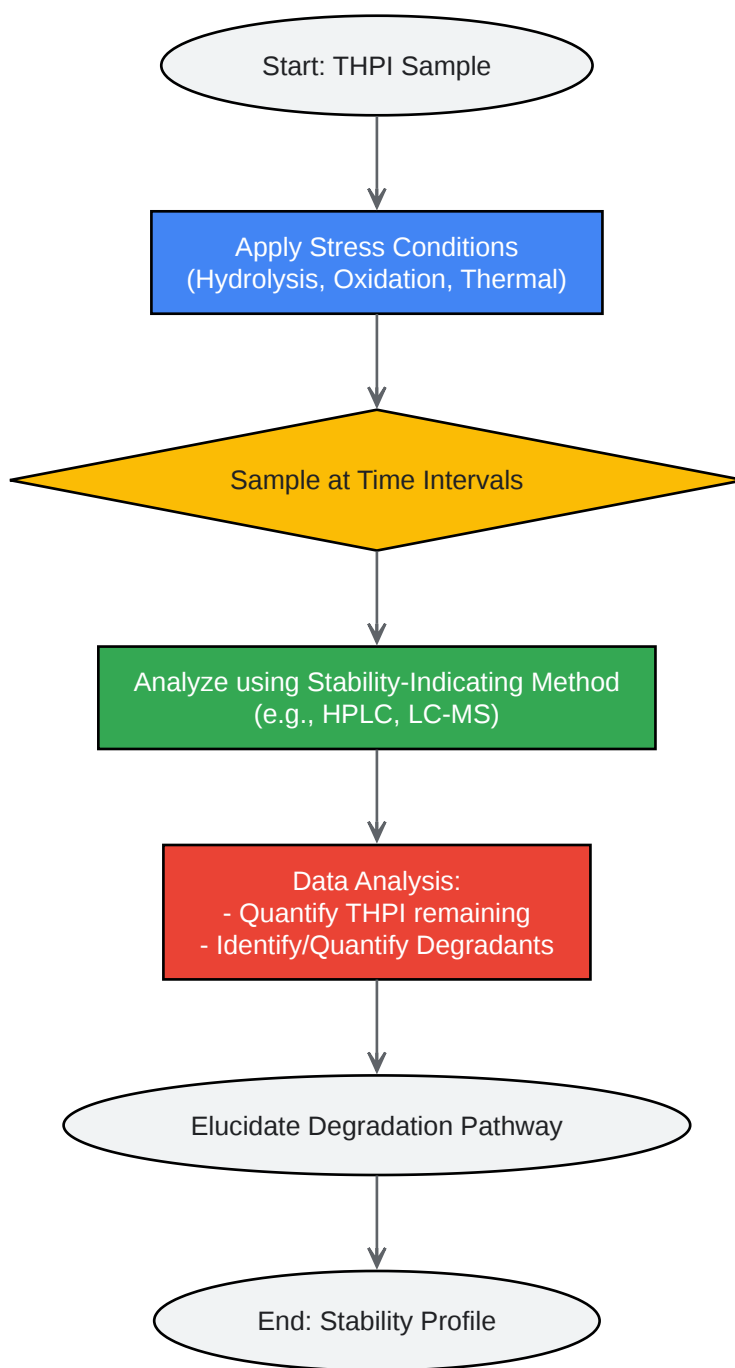 Start: THPI Sample
Apply Stress Conditions
(Hydrolysis, Oxidation, Thermal)
Sample at Time Intervals
Analyze using Stability-Indicating Method
(e.g., HPLC, LC-MS)
Data Analysis:
- Quantify THPI remaining
- Identify/Quantify Degradants
Elucidate Degradation Pathway
End: Stability Profile